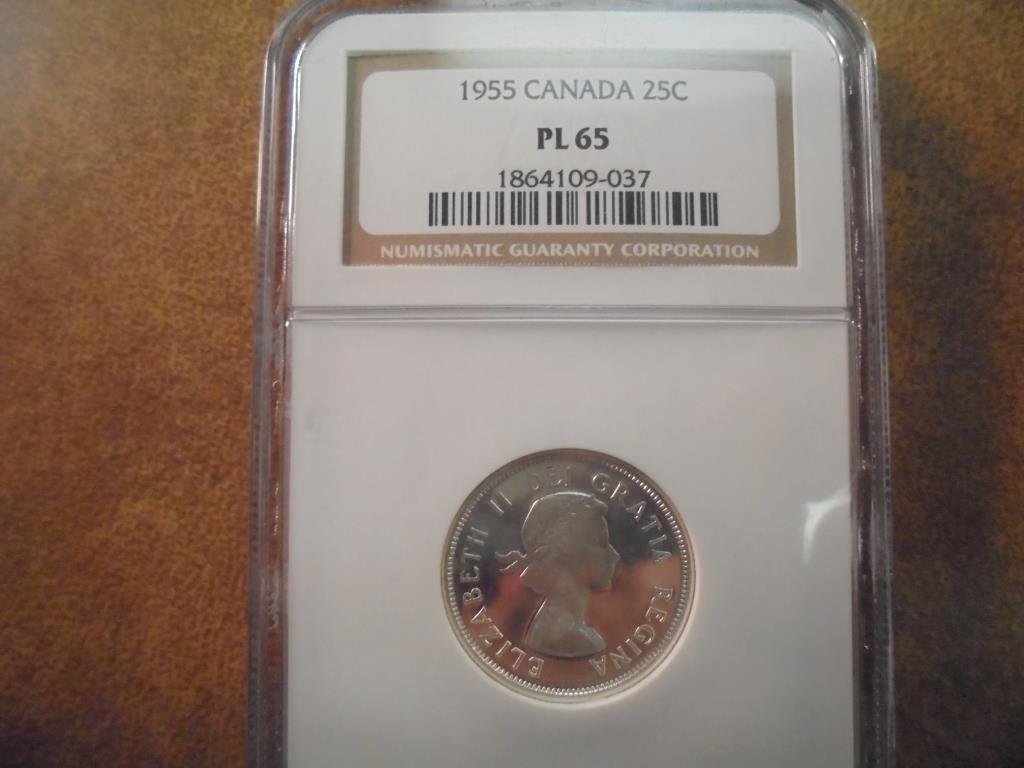 1955 CANADA 25C
PL 65
1864109-037
NUMISMATIC GUARANTY CORPORATION
ELIZABETH II DEI GRATIA REGINA